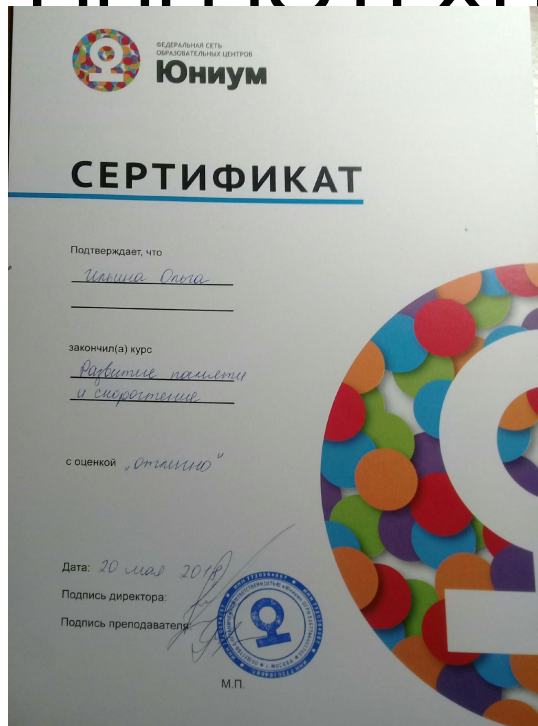 ФЕДЕРАЛЬНАЯ СЕТЬ
ОБРАЗОВАТЕЛЬНЫХ ЦЕНТРОВ
Юниум
СЕРТИФИКАТ
Подтверждает, что
Ильина Ольга
закончил(а) курс
Развитие памяти
и скорочтение
с оценкой „отлично“
Дата: 20 мая 2018
Подпись директора:
Подпись преподавателя:
М.П.